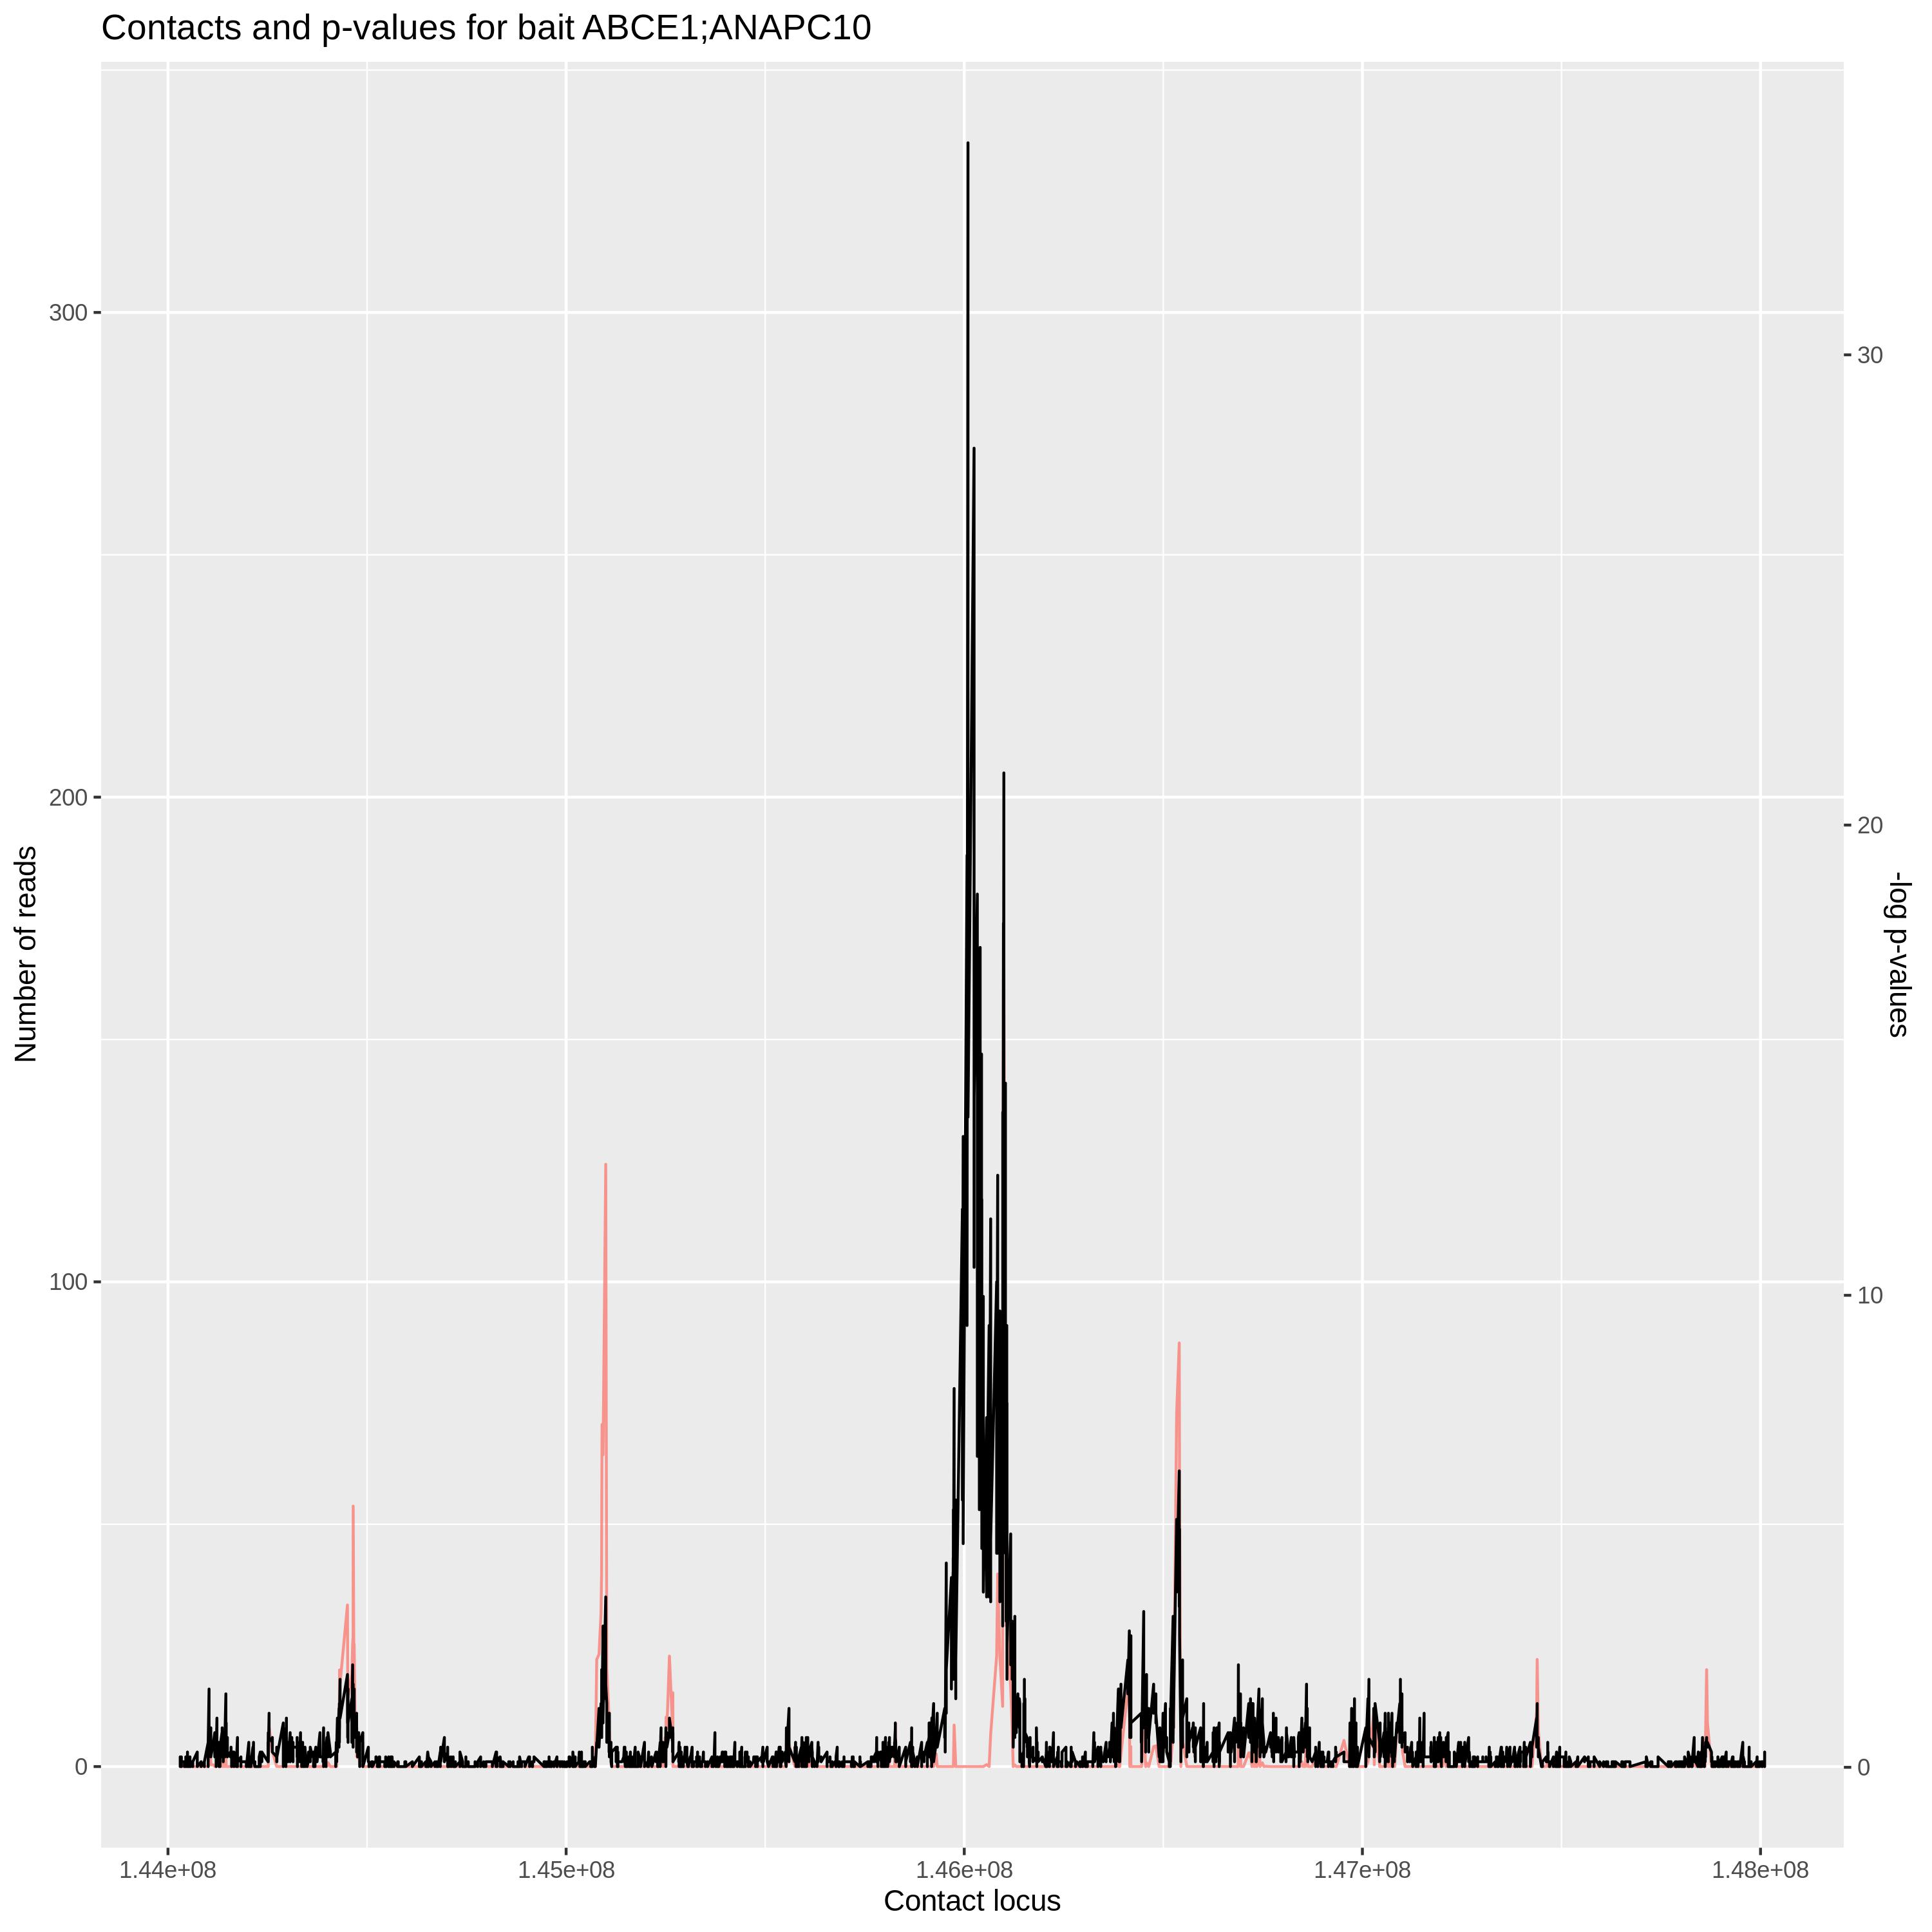 Contacts and p-values for bait ABCE1;ANAPC10
300
200
100
0
Number of reads
30
20
10
0
-log p-values
1.44e+08 1.45e+08 1.46e+08 1.47e+08 1.48e+08
Contact locus